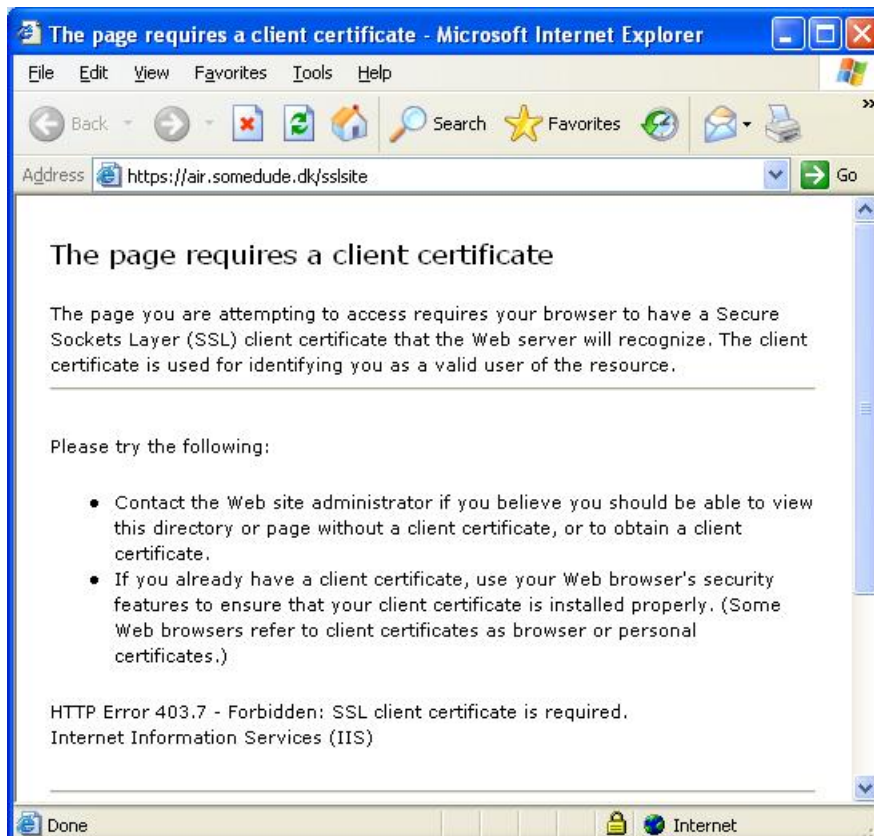 The page requires a client certificate - Microsoft Internet Explorer
File Edit View Favorites Tools Help
Back Search Favorites »
Address https://air.somedude.dk/sslsite Go
The page requires a client certificate
The page you are attempting to access requires your browser to have a Secure
Sockets Layer (SSL) client certificate that the Web server will recognize. The client
certificate is used for identifying you as a valid user of the resource.
Please try the following:
• Contact the Web site administrator if you believe you should be able to view
this directory or page without a client certificate, or to obtain a client
certificate.
• If you already have a client certificate, use your Web browser's security
features to ensure that your client certificate is installed properly. (Some
Web browsers refer to client certificates as browser or personal
certificates.)
HTTP Error 403.7 - Forbidden: SSL client certificate is required.
Internet Information Services (IIS)
Done Internet